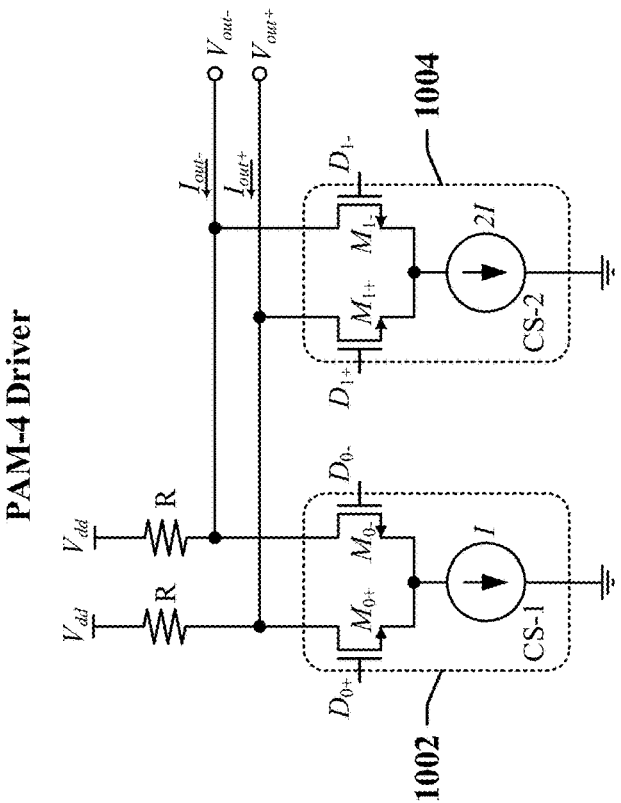 PAM-4 Driver
V_dd
V_dd
R
R
I_out-
I_out+
V_out-
V_out+
D_0+
M_0+
M_0-
D_0-
D_1+
M_1+
M_1-
D_1-
CS-1
I
CS-2
2I
1002
1004